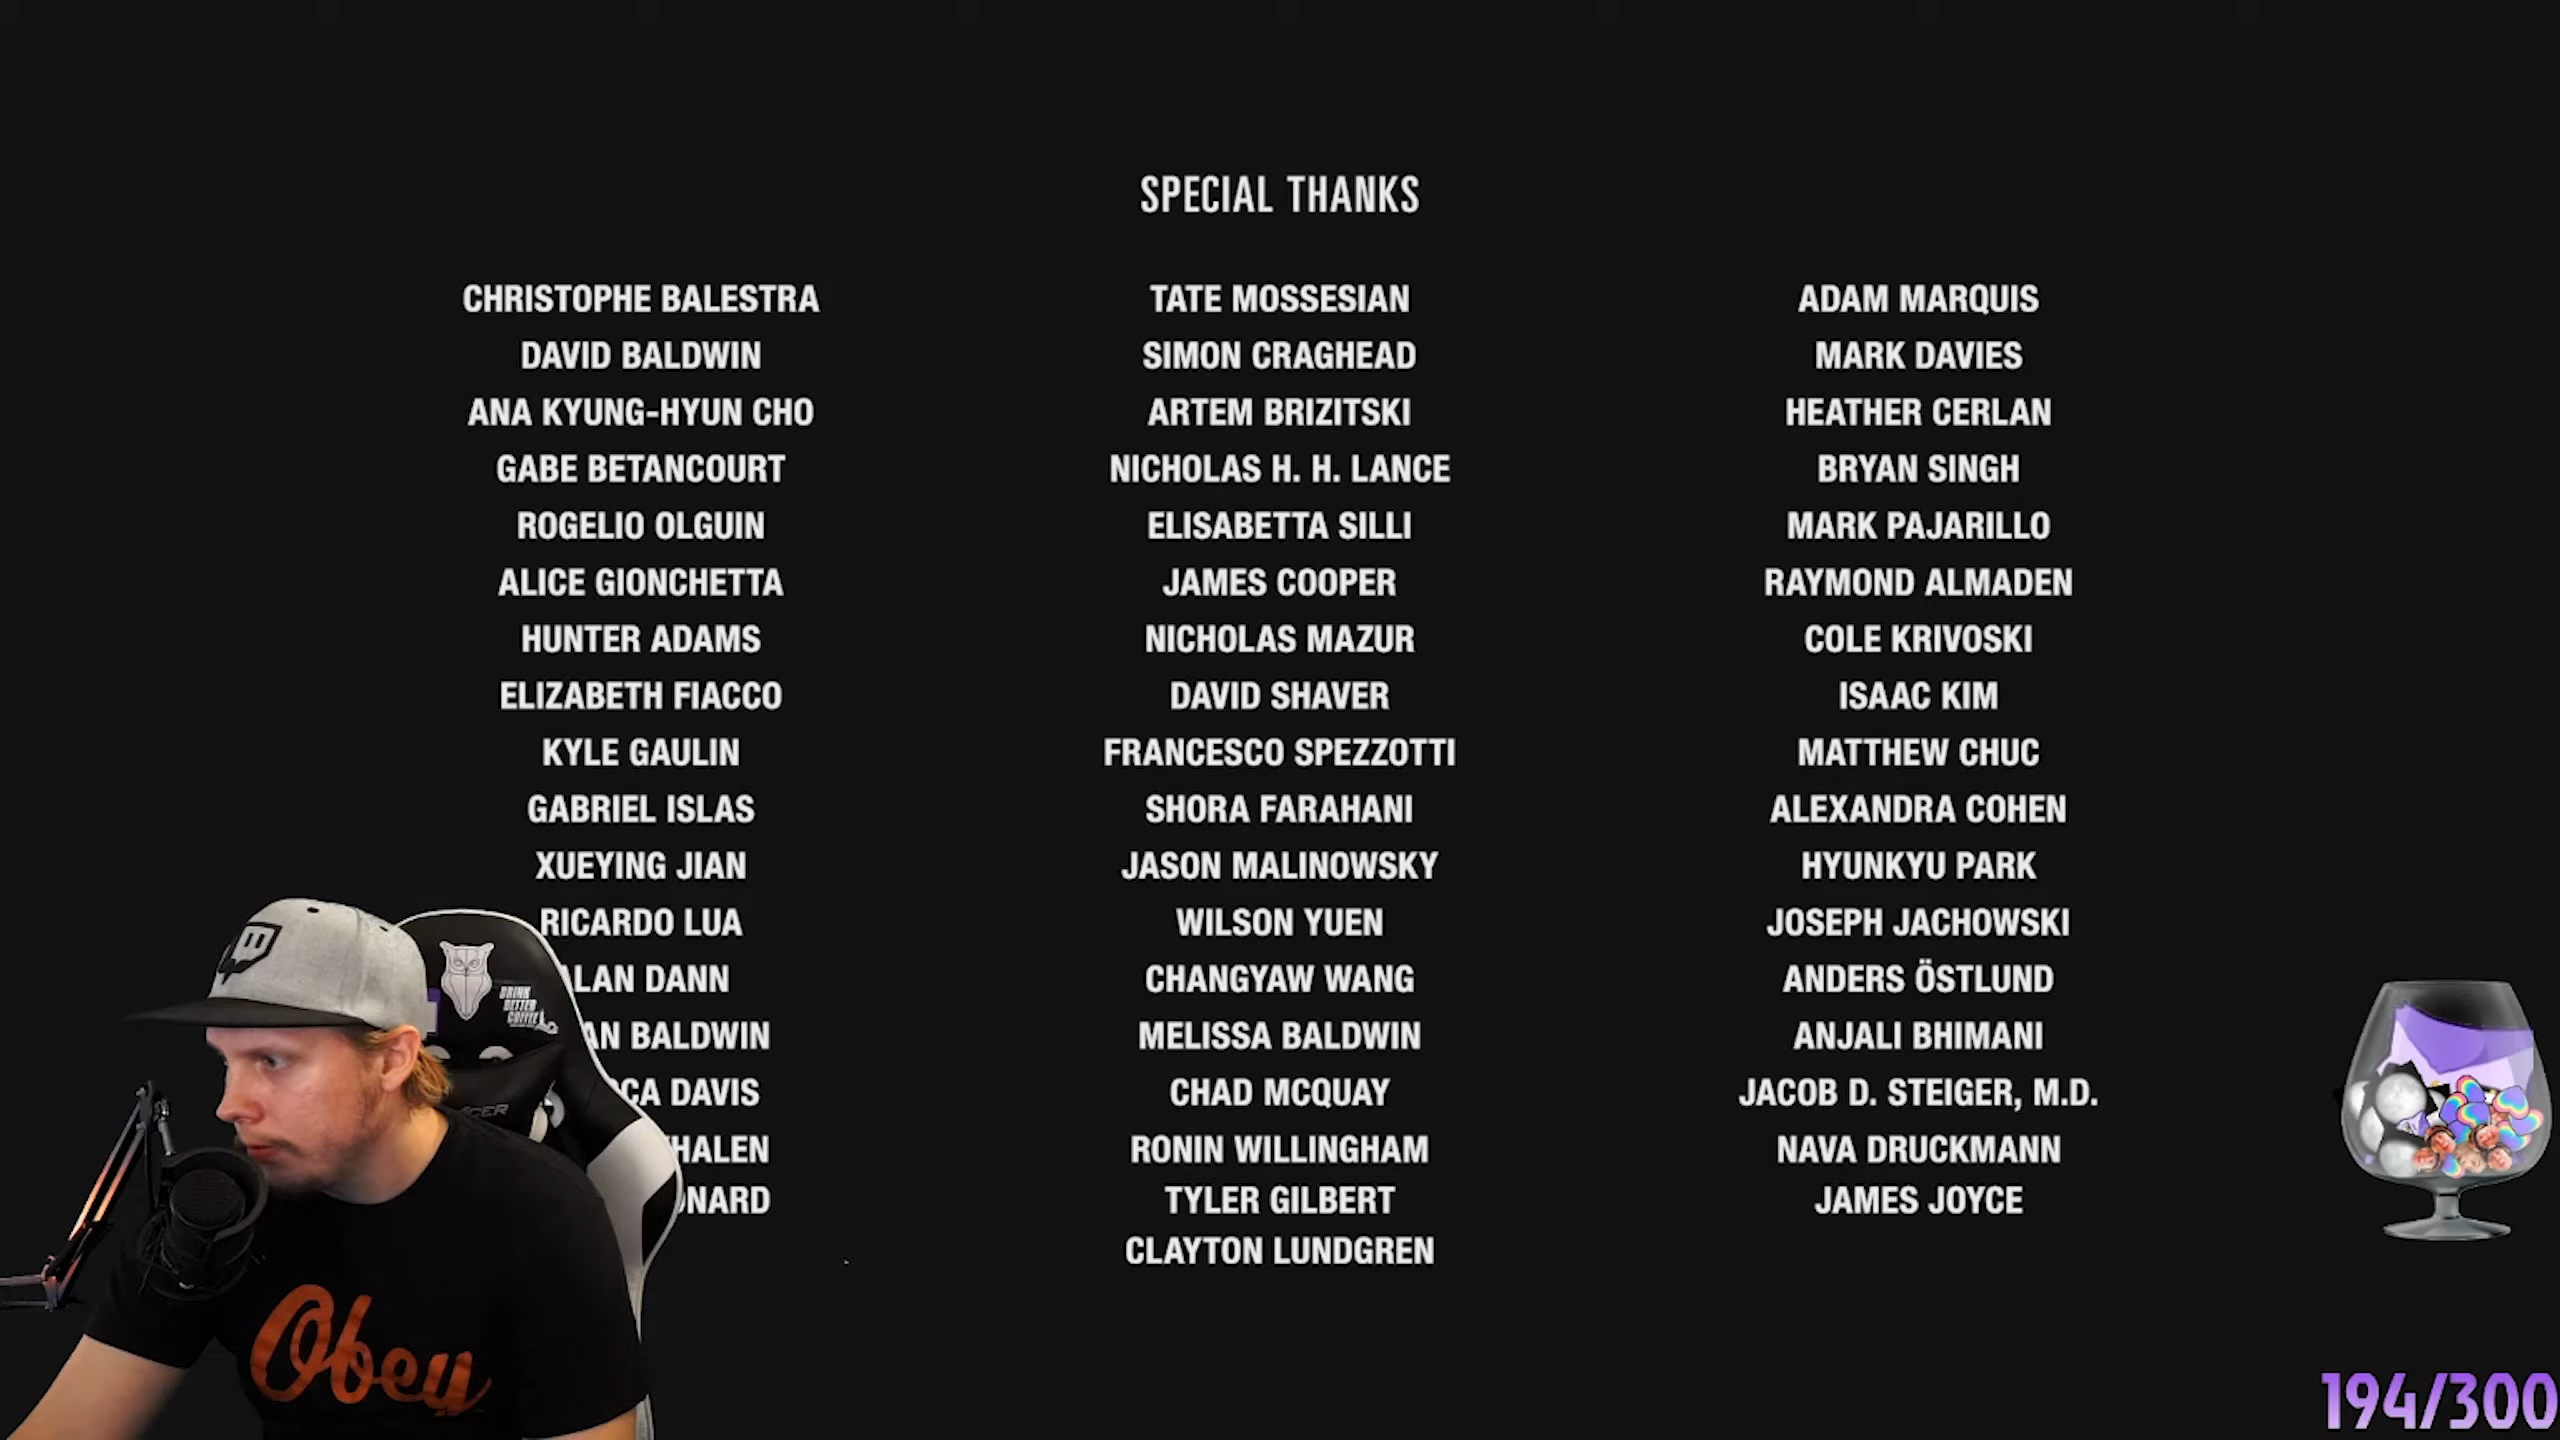 SPECIAL THANKS
CHRISTOPHE BALESTRA
DAVID BALDWIN
ANA KYUNG-HYUN CHO
GABE BETANCOURT
ROGELIO OLGUIN
ALICE GIONCHETTA
HUNTER ADAMS
ELIZABETH FIACCO
KYLE GAULIN
GABRIEL ISLAS
XUEYING JIAN
RICARDO LUA
DANN
BALDWIN
DAVIS
TATE MOSSESIAN
SIMON CRAGHEAD
ARTEM BRIZITSKI
NICHOLAS H. H. LANCE
ELISABETTA SILLI
JAMES COOPER
NICHOLAS MAZUR
DAVID SHAVER
FRANCESCO SPEZZOTTI
SHORA FARAHANI
JASON MALINOWSKY
WILSON YUEN
CHANGYAW WANG
MELISSA BALDWIN
CHAD MCQUAY
RONIN WILLINGHAM
TYLER GILBERT
CLAYTON LUNDGREN
ADAM MARQUIS
MARK DAVIES
HEATHER CERLAN
BRYAN SINGH
MARK PAJARILLO
RAYMOND ALMADEN
COLE KRIVOSKI
ISAAC KIM
MATTHEW CHUC
ALEXANDRA COHEN
HYUNKYU PARK
JOSEPH JACHOWSKI
ANDERS ÖSTLUND
ANJALI BHIMANI
JACOB D. STEIGER, M.D.
NAVA DRUCKMANN
JAMES JOYCE
DRINK
BETTER
COFFEE
Obey
194/300